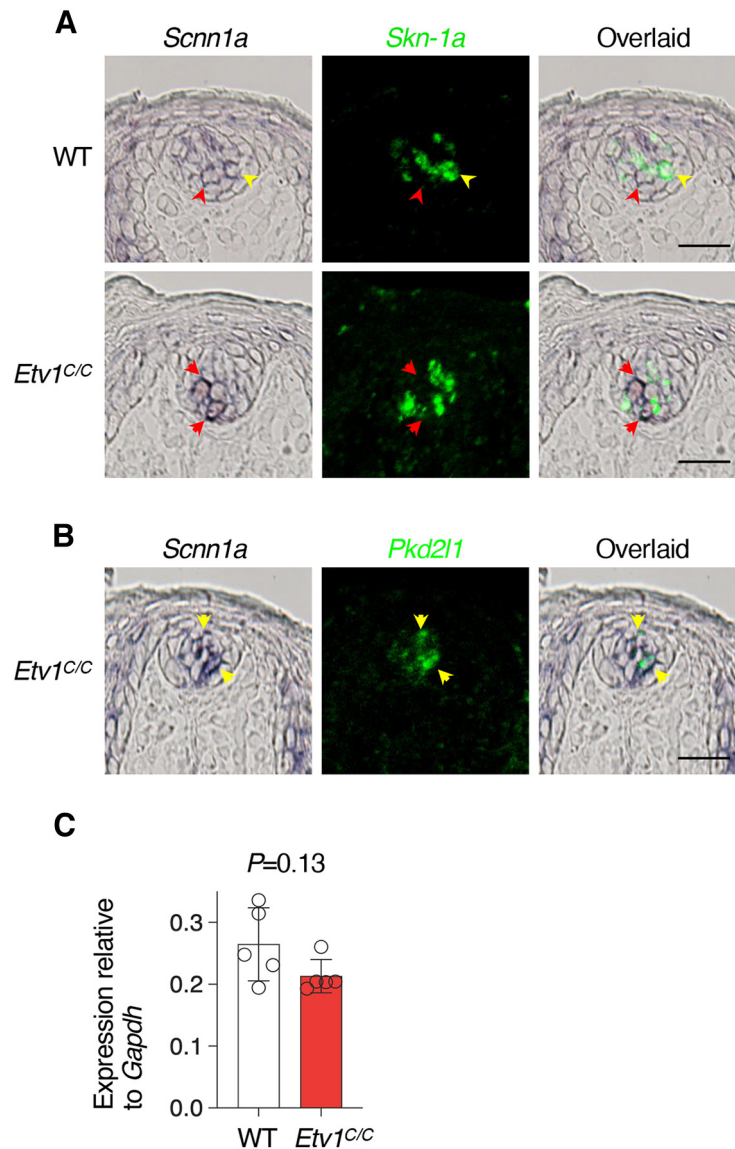 A
Scnn1a Skn-1a Overlaid
WT
Etv1C/C
B
Scnn1a Pkd2l1 Overlaid
Etv1C/C
C
P=0.13
Expression relative
to Gapdh
0.3
0.2
0.1
0.0
WT Etv1C/C